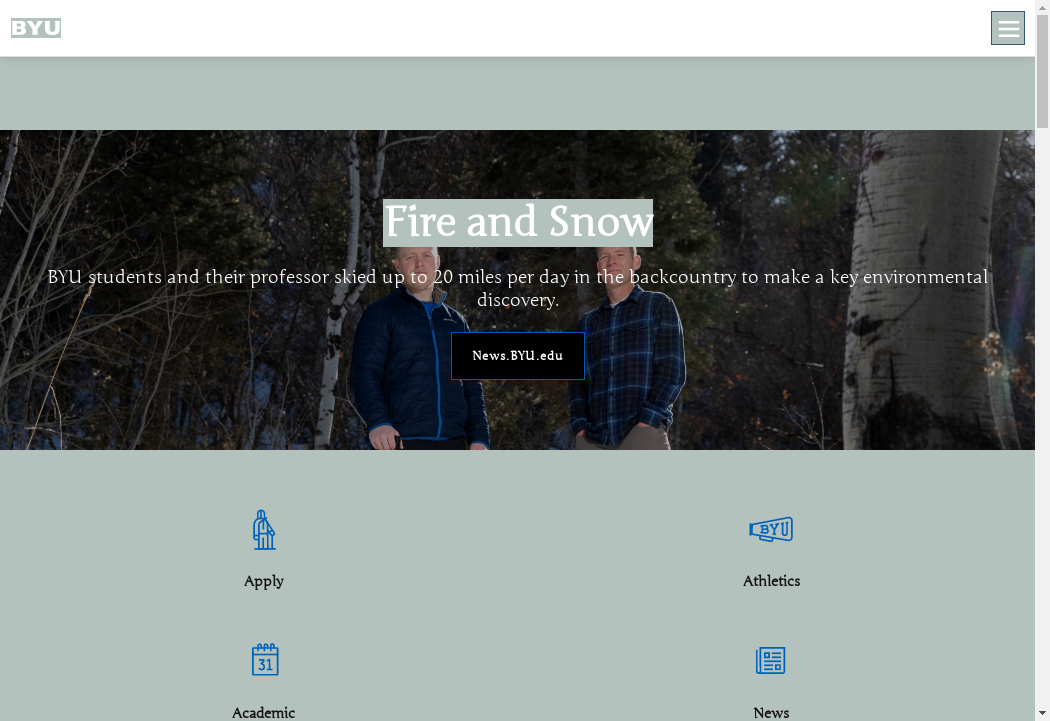 BYU
Fire and Snow
BYU students and their professor skied up to 20 miles per day in the backcountry to make a key environmental
discovery.
News.BYU.edu
BYU
Apply
Athletics
31
Academic
News